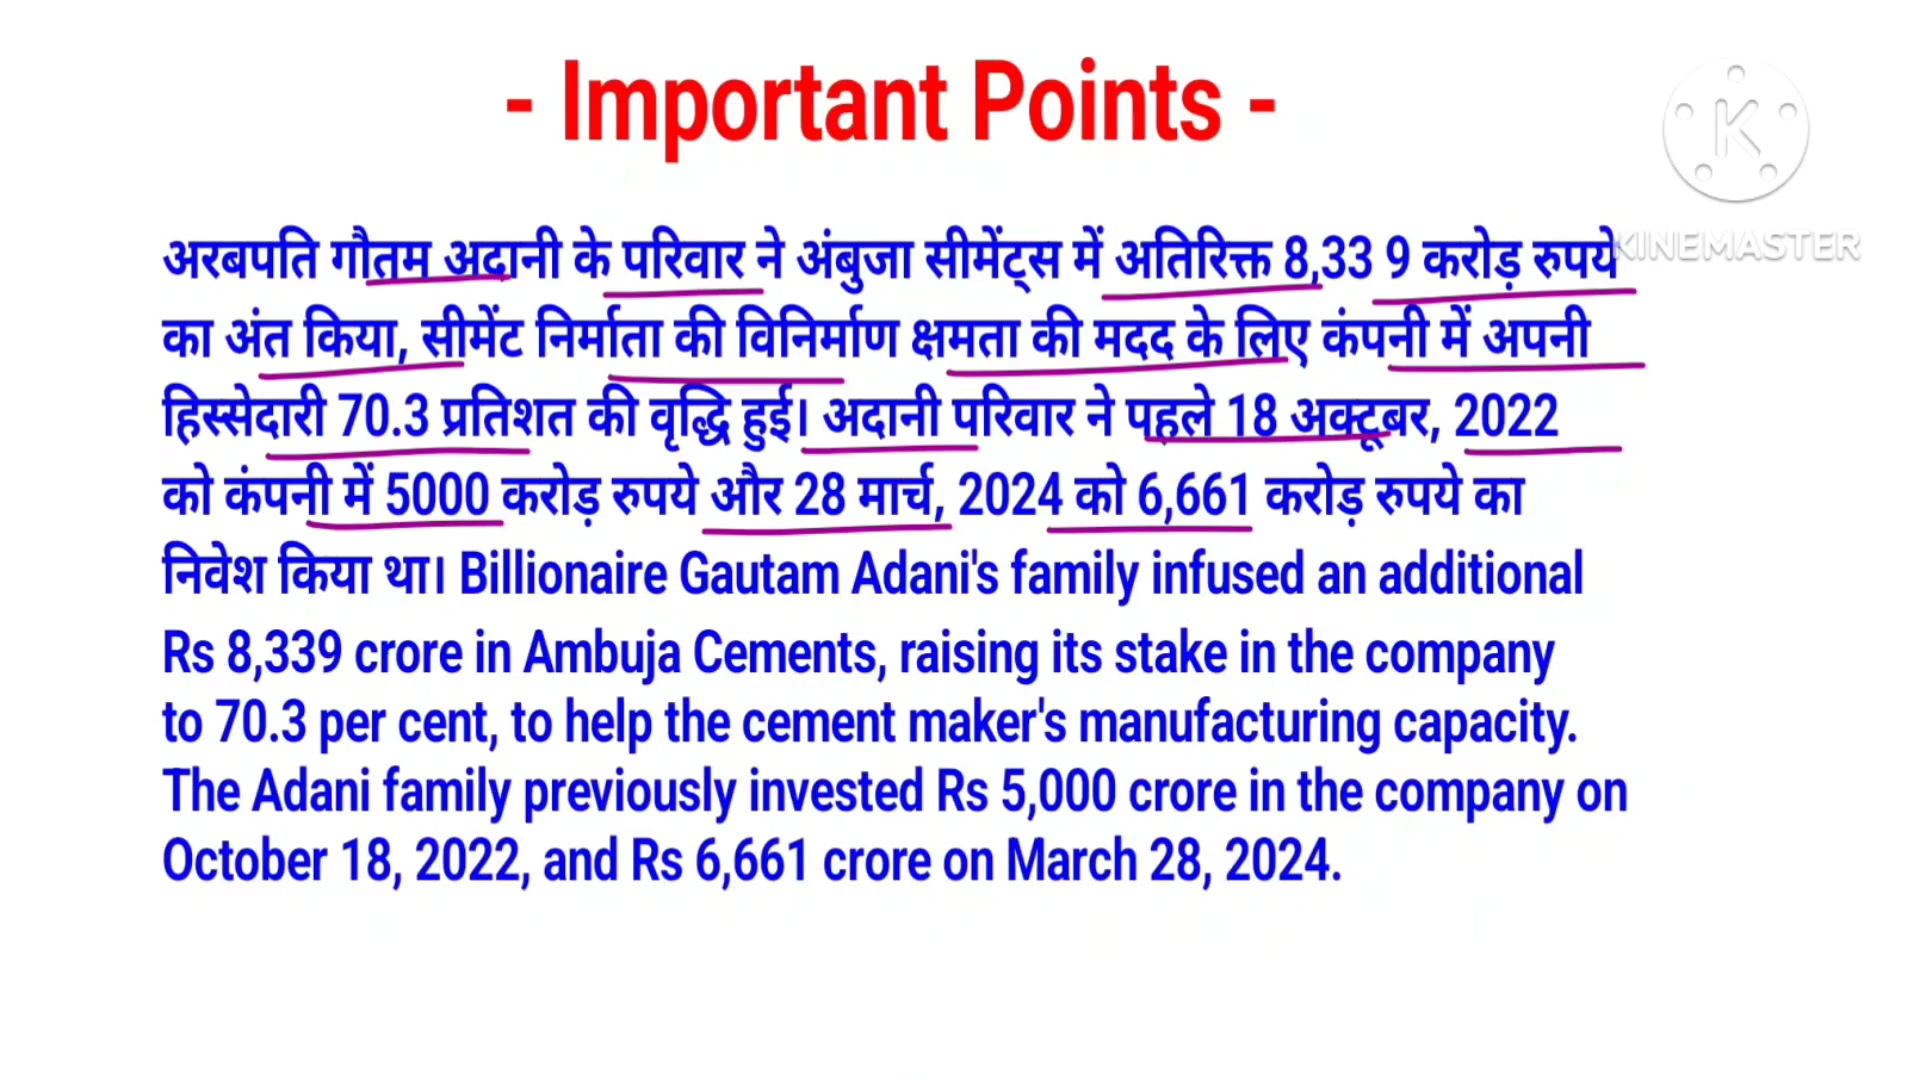 - Important Points -
K
KINEMASTER
अरबपति गौतम अदानी के परिवार ने अंबुजा सीमेंट्स में अतिरिक्त 8,33 9 करोड़ रुपये
का अंत किया, सीमेंट निर्माता की विनिर्माण क्षमता की मदद के लिए कंपनी में अपनी
हिस्सेदारी 70.3 प्रतिशत की वृद्धि हुई। अदानी परिवार ने पहले 18 अक्टूबर, 2022
को कंपनी में 5000 करोड़ रुपये और 28 मार्च, 2024 को 6,661 करोड़ रुपये का
निवेश किया था। Billionaire Gautam Adani's family infused an additional
Rs 8,339 crore in Ambuja Cements, raising its stake in the company
to 70.3 per cent, to help the cement maker's manufacturing capacity.
The Adani family previously invested Rs 5,000 crore in the company on
October 18, 2022, and Rs 6,661 crore on March 28, 2024.